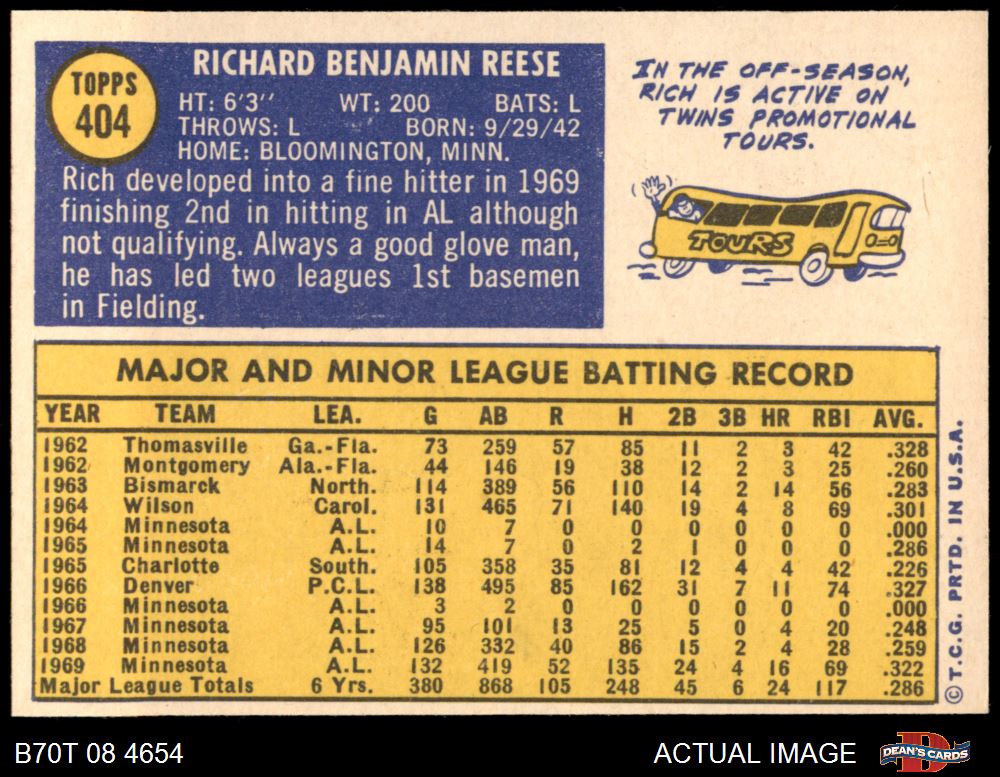 TOPPS
404
RICHARD BENJAMIN REESE
HT: 6'3" WT: 200 BATS: L
THROWS: L BORN: 9/29/42
HOME: BLOOMINGTON, MINN.
Rich developed into a fine hitter in 1969
finishing 2nd in hitting in AL although
not qualifying. Always a good glove man,
he has led two leagues 1st basemen
in Fielding.
IN THE OFF-SEASON,
RICH IS ACTIVE ON
TWINS PROMOTIONAL
TOURS.
TOURS
MAJOR AND MINOR LEAGUE BATTING RECORD
YEAR TEAM LEA. G AB R H 2B 3B HR RBI AVG.
1962 Thomasville Ga.-Fla. 73 259 57 85 11 2 3 42 .328
1962 Montgomery Ala.-Fla. 44 146 19 38 12 2 3 25 .260
1963 Bismarck North. 114 389 56 110 14 2 14 56 .283
1964 Wilson Carol. 131 465 71 140 19 4 8 69 .301
1964 Minnesota A.L. 10 7 0 0 0 0 0 0 .000
1965 Minnesota A.L. 14 7 0 2 1 0 0 0 .286
1965 Charlotte South. 105 358 35 81 12 4 4 42 .226
1966 Denver P.C.L. 138 495 85 162 31 7 11 74 .327
1966 Minnesota A.L. 3 2 0 0 0 0 0 0 .000
1967 Minnesota A.L. 95 101 13 25 5 0 4 20 .248
1968 Minnesota A.L. 126 332 40 86 15 2 4 28 .259
1969 Minnesota A.L. 132 419 52 135 24 4 16 69 .322
Major League Totals 6 Yrs. 380 868 105 248 45 6 24 117 .286
© T.C.G. PRTD. IN U.S.A.
B70T 08 4654
ACTUAL IMAGE
DEAN'S CARDS